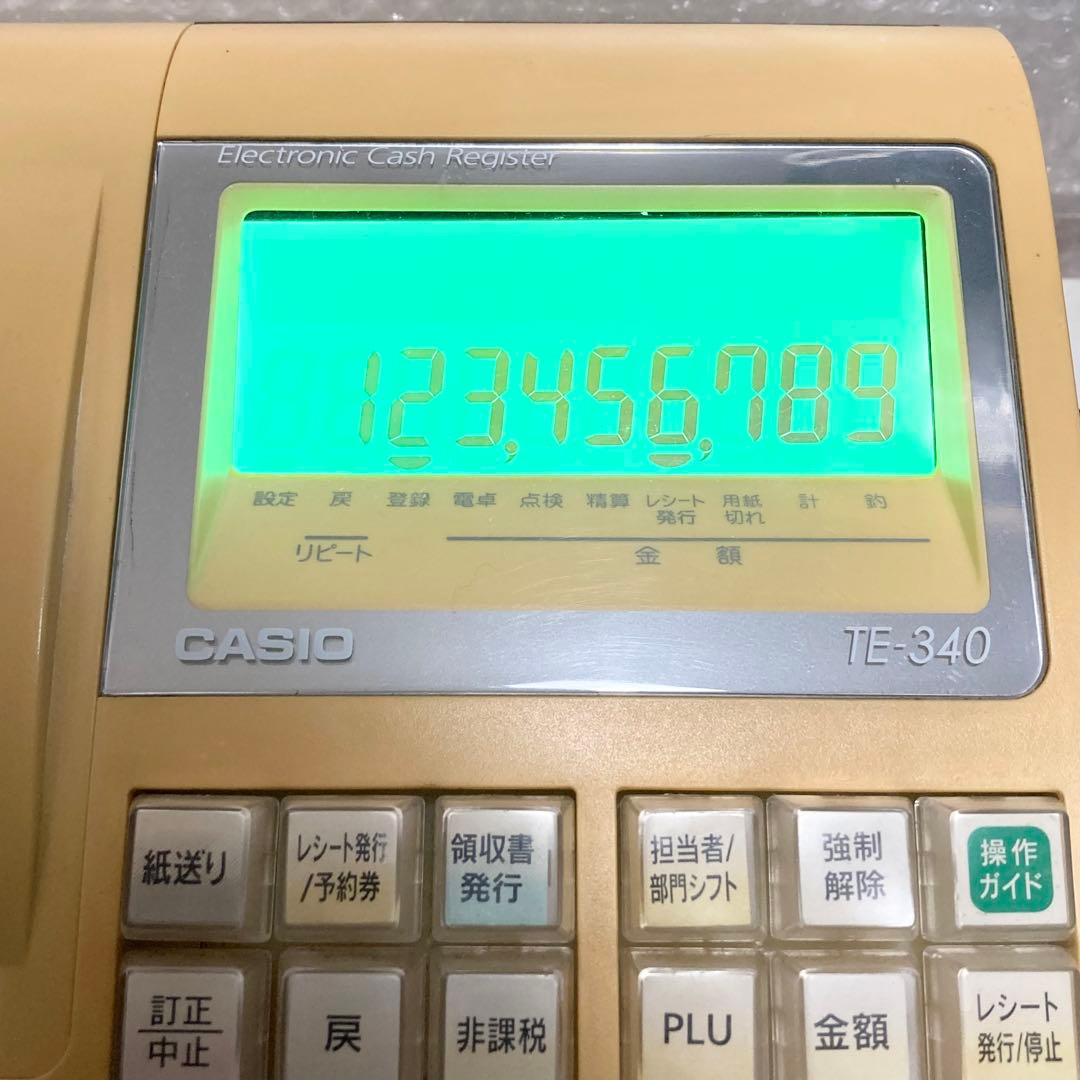 Electronic Cash Register
123,456,789
設定 戻 登録 電卓 点検 精算 レシート発行 用紙切れ 計 釣
リピート 金額
CASIO TE-340
紙送り
レシート発行
/予約券
領収書
発行
担当者/
部門シフト
強制
解除
操作
ガイド
訂正
中止
戻
非課税
PLU
金額
レシート
発行/停止